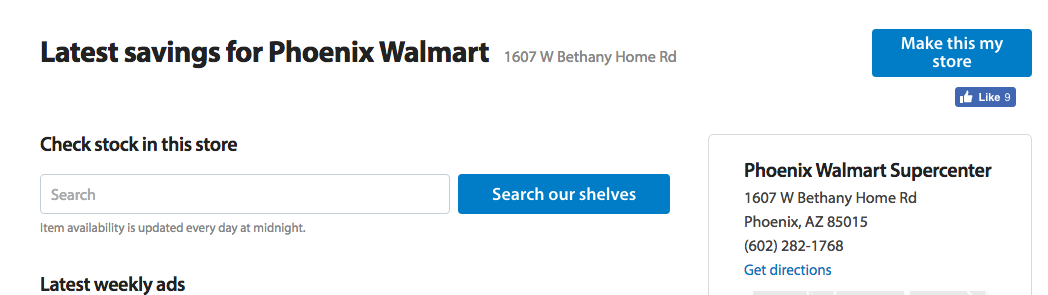 Latest savings for Phoenix Walmart 1607 W Bethany Home Rd
Make this my
store
Like 9
Check stock in this store
Search
Search our shelves
Item availability is updated every day at midnight.
Latest weekly ads
Phoenix Walmart Supercenter
1607 W Bethany Home Rd
Phoenix, AZ 85015
(602) 282-1768
Get directions